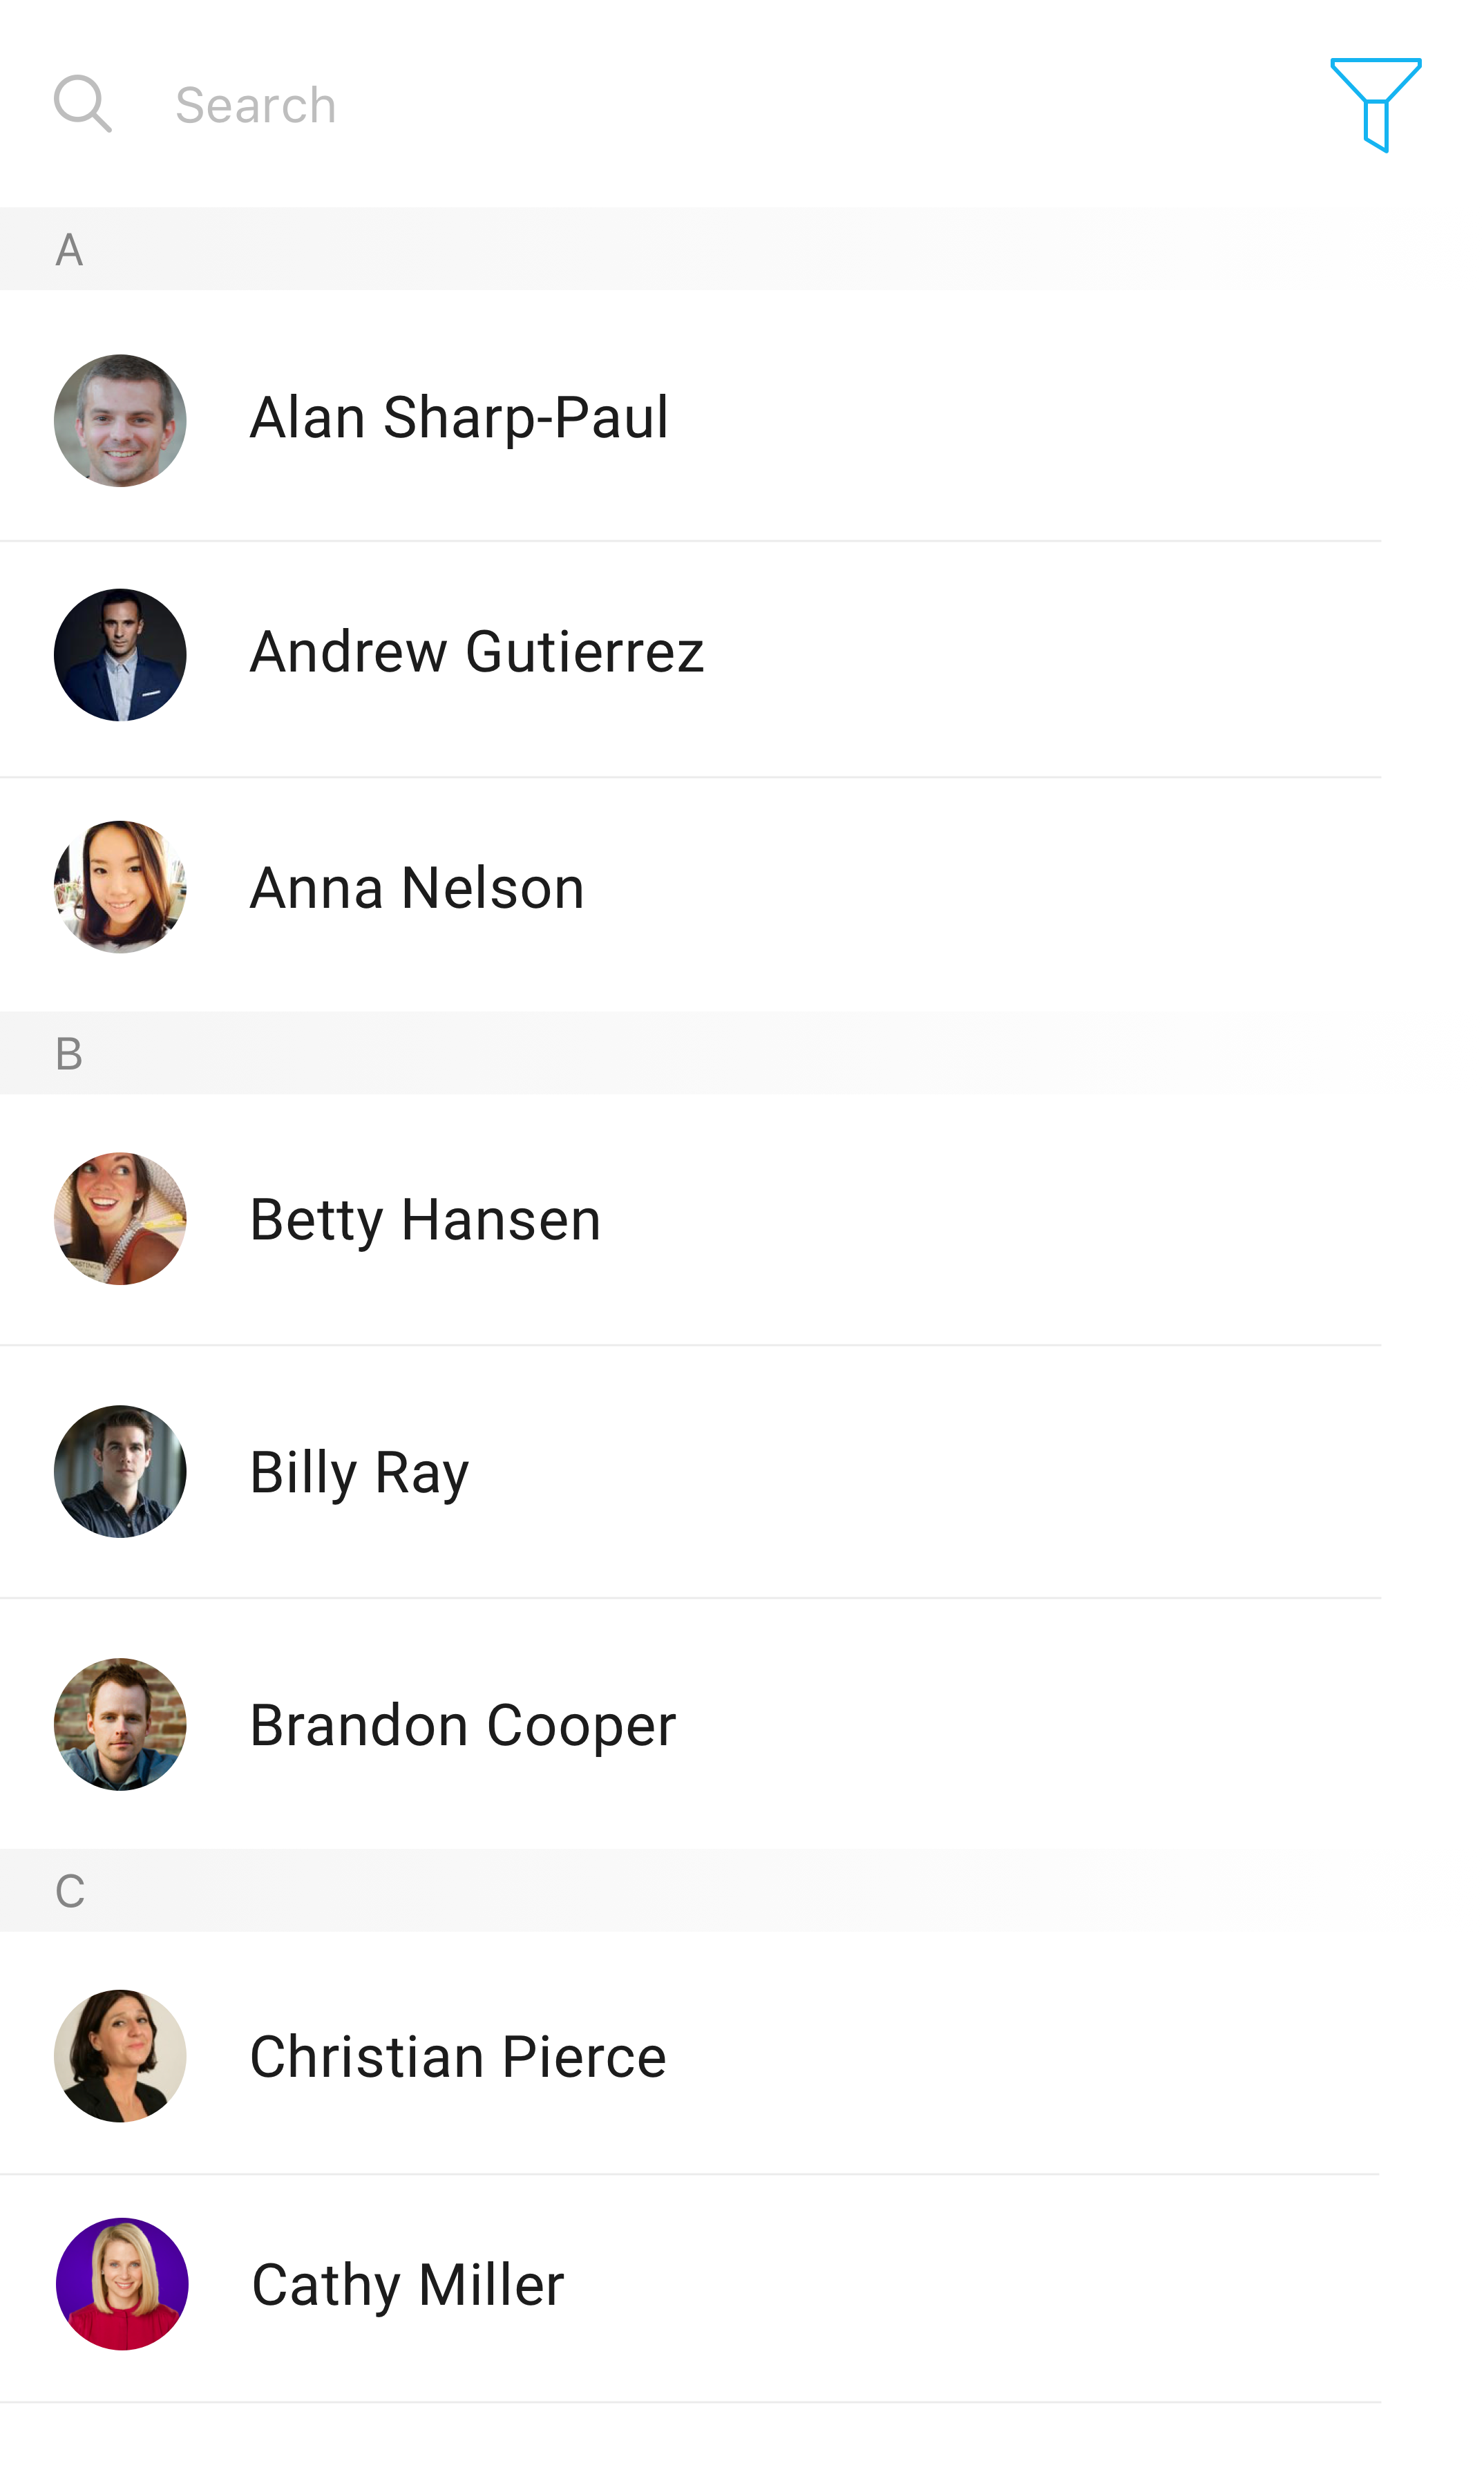 Search
A
Alan Sharp-Paul
Andrew Gutierrez
Anna Nelson
B
Betty Hansen
Billy Ray
Brandon Cooper
C
Christian Pierce
Cathy Miller